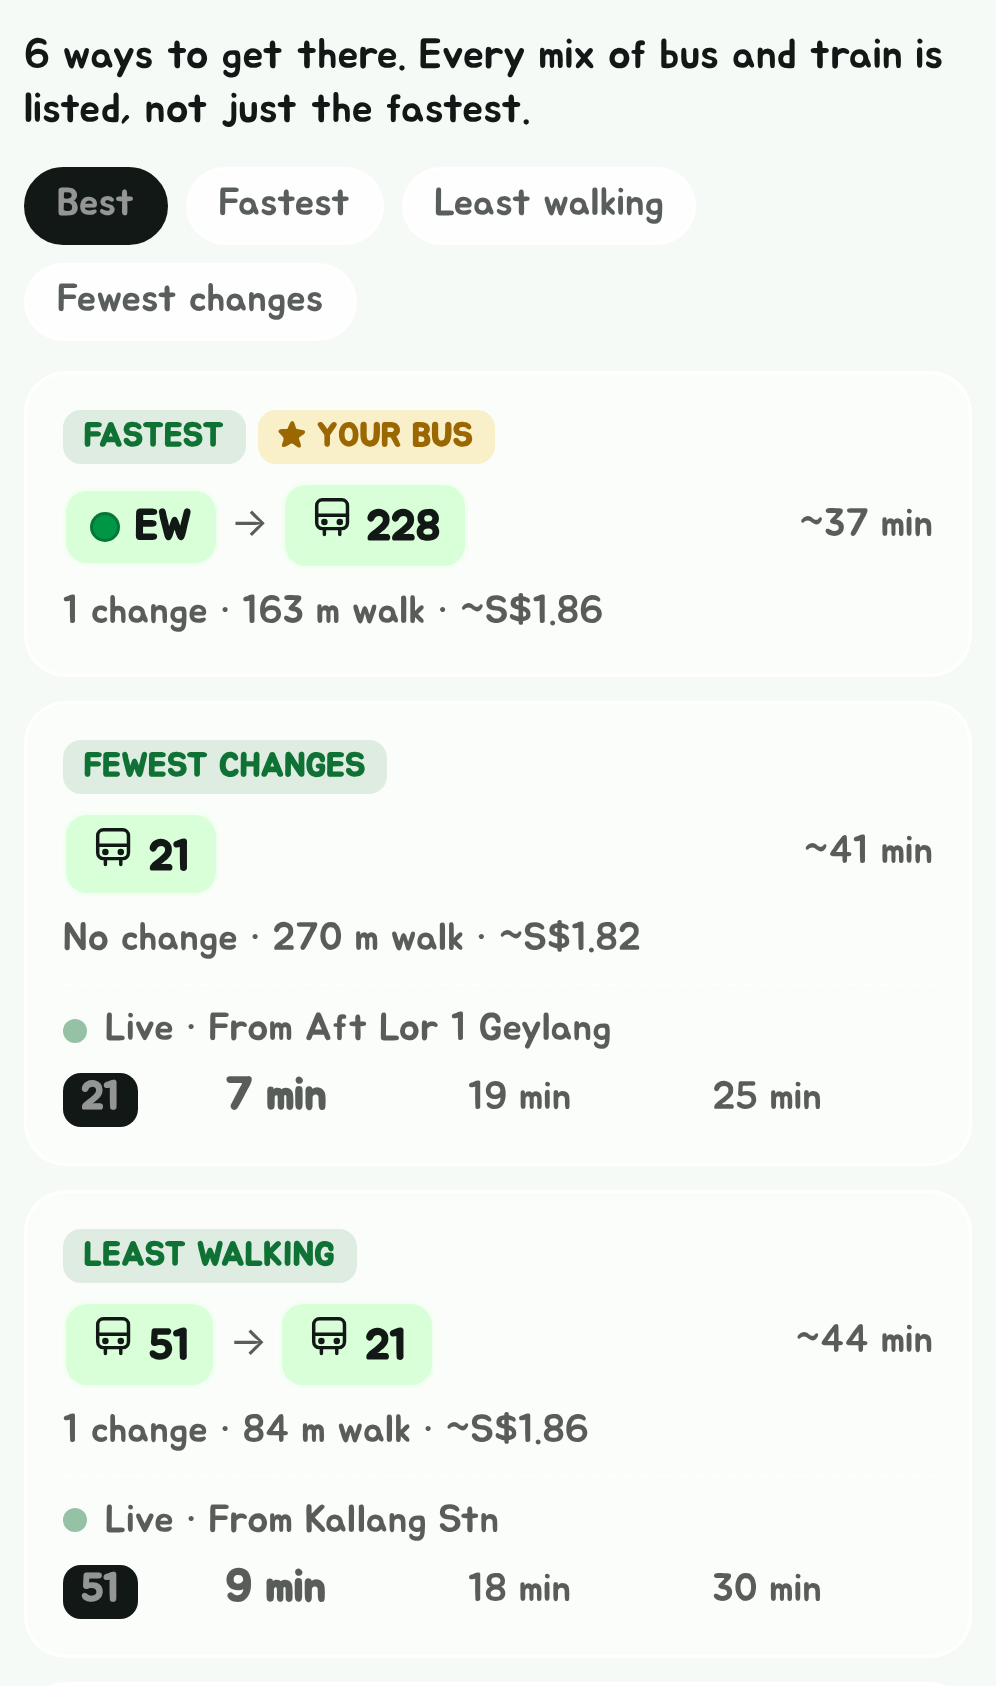 6 ways to get there. Every mix of bus and train is
listed, not just the fastest.
Best Fastest Least walking
Fewest changes
FASTEST ★ YOUR BUS
EW → 228 ~37 min
1 change · 163 m walk · ~S$1.86
FEWEST CHANGES
21 ~41 min
No change · 270 m walk · ~S$1.82
Live · From Aft Lor 1 Geylang
21 7 min 19 min 25 min
LEAST WALKING
51 → 21 ~44 min
1 change · 84 m walk · ~S$1.86
Live · From Kallang Stn
51 9 min 18 min 30 min